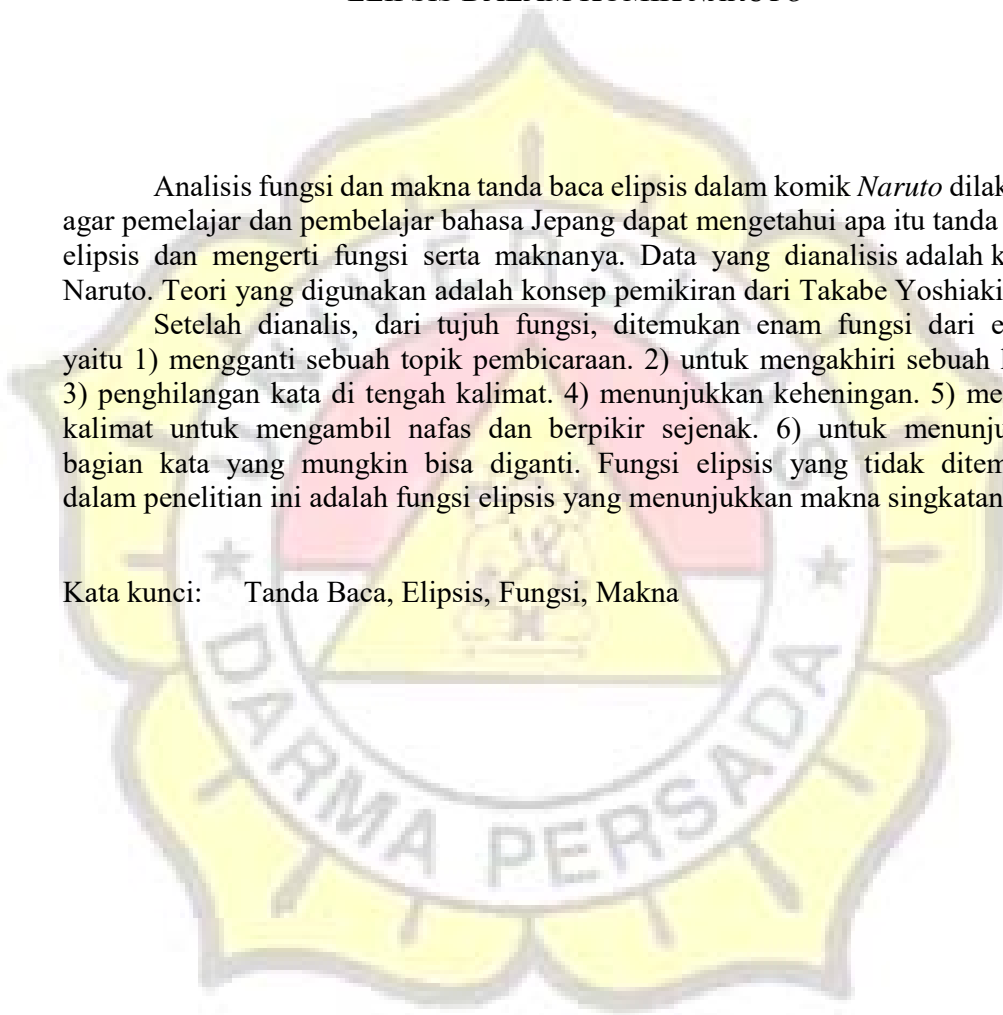 ELIPSIS DALAM KOMIK NARUTO
Analisis fungsi dan makna tanda baca elipsis dalam komik Naruto dilak
agar pemelajar dan pembelajar bahasa Jepang dapat mengetahui apa itu tanda
elipsis dan mengerti fungsi serta maknanya. Data yang dianalisis adalah k
Naruto. Teori yang digunakan adalah konsep pemikiran dari Takabe Yoshiaki
Setelah dianalis, dari tujuh fungsi, ditemukan enam fungsi dari e
yaitu 1) mengganti sebuah topik pembicaraan. 2) untuk mengakhiri sebuah
3) penghilangan kata di tengah kalimat. 4) menunjukkan keheningan. 5) me
kalimat untuk mengambil nafas dan berpikir sejenak. 6) untuk menunju
bagian kata yang mungkin bisa diganti. Fungsi elipsis yang tidak ditem
dalam penelitian ini adalah fungsi elipsis yang menunjukkan makna singkatan
Kata kunci: Tanda Baca, Elipsis, Fungsi, Makna
UNIVERSITAS
DARMA PERSADA